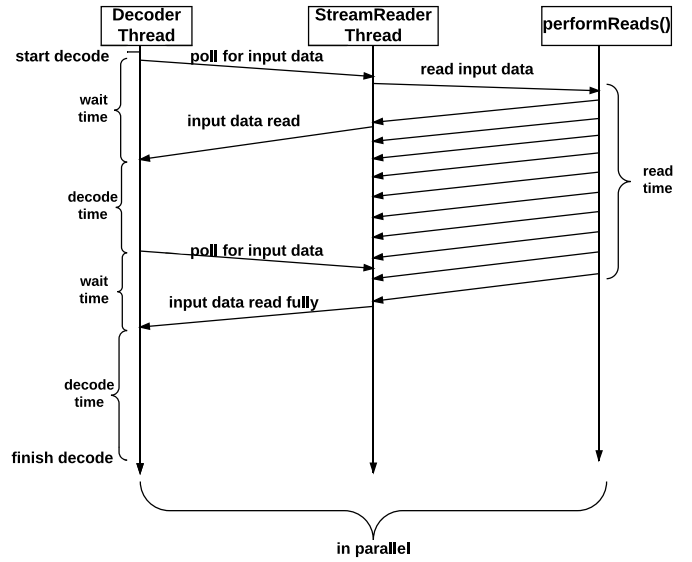 Decoder
Thread
StreamReader
Thread
performReads()
start decode
poll for input data
read input data
wait
time
input data read
read
time
decode
time
poll for input data
wait
time
input data read fully
decode
time
finish decode
in parallel